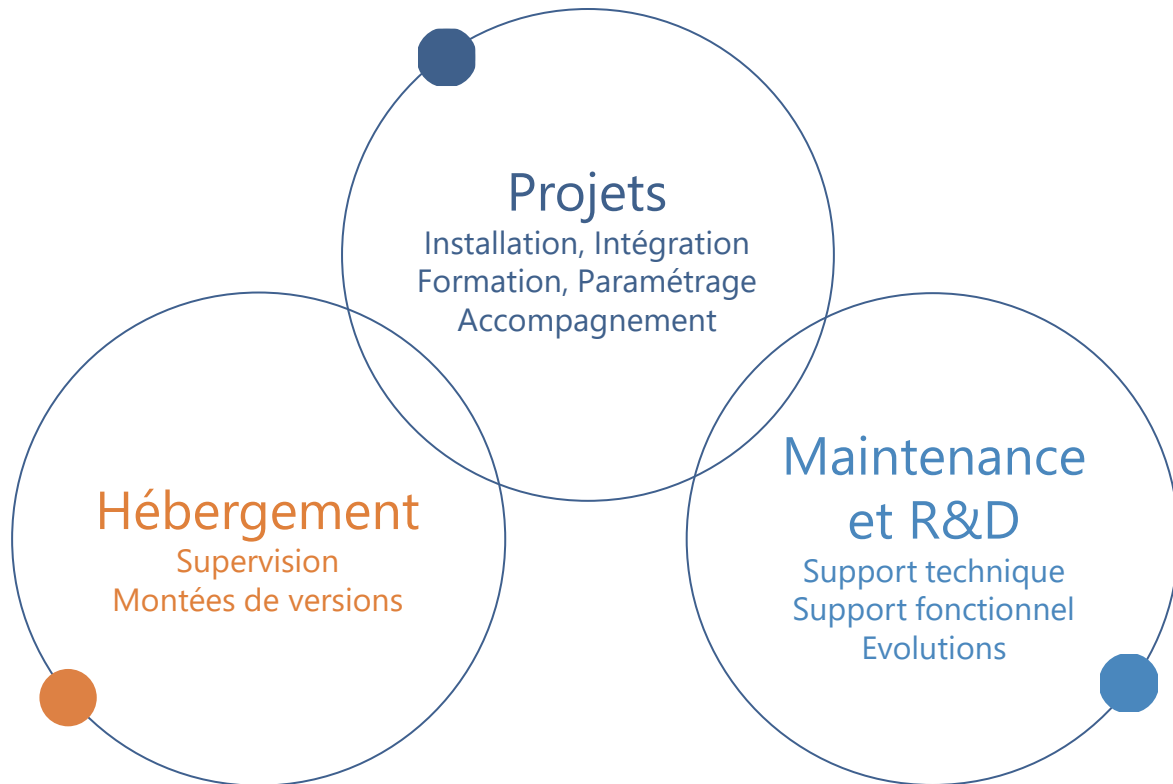 Projets
Installation, Intégration
Formation, Paramétrage
Accompagnement
Hébergement
Supervision
Montées de versions
Maintenance
et R&D
Support technique
Support fonctionnel
Evolutions